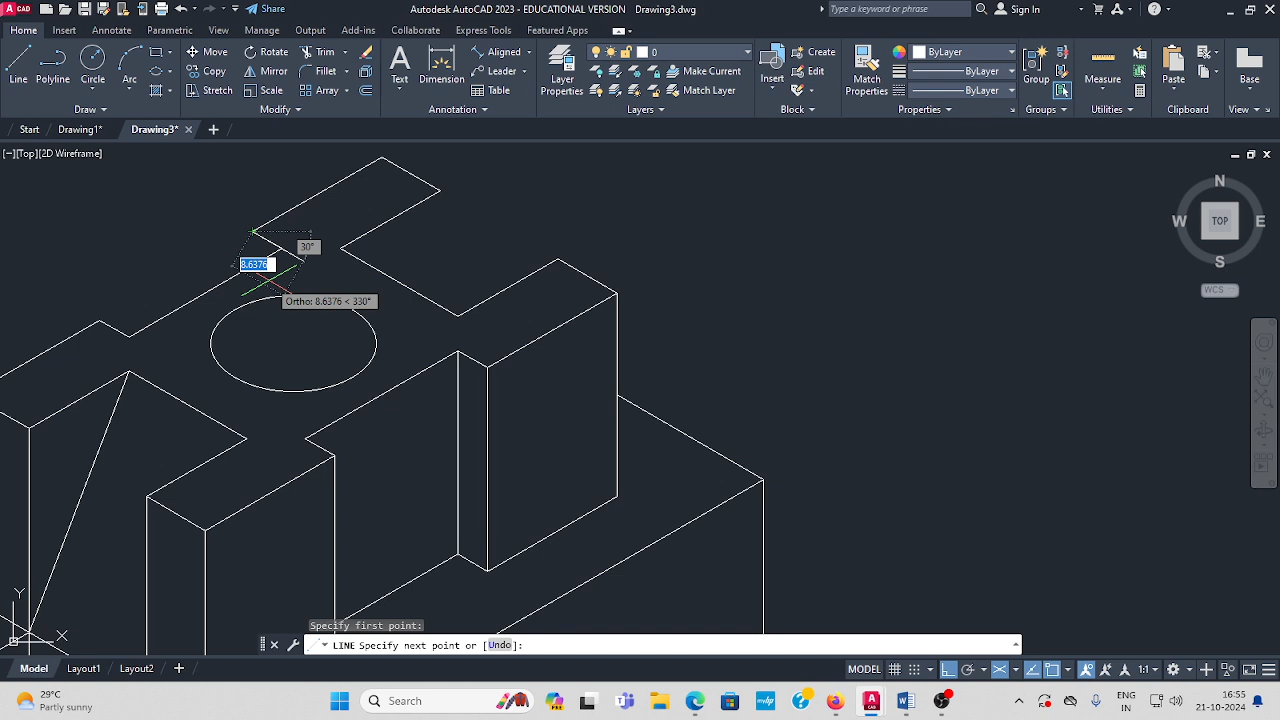 CAD
Share
Autodesk AutoCAD 2023 - EDUCATIONAL VERSION Drawing3.dwg
Type a keyword or phrase
Sign In
Home Insert Annotate Parametric View Manage Output Add-ins Collaborate Express Tools Featured Apps
Line Polyline Circle Arc
Move Rotate Trim
Copy Mirror Fillet
Stretch Scale Array
Text Dimension
Aligned
Leader
Table
Layer Properties
0
Make Current
Match Layer
Insert
Create
Edit
Match Properties
ByLayer
ByLayer
ByLayer
Group
Measure
Paste
Base
Draw Modify Annotation Layers Block Properties Groups Utilities Clipboard View
Start Drawing1* Drawing3*
[−][Top][2D Wireframe]
N
W TOP E
S
WCS
30°
8.6376
Ortho: 8.6376 < 330°
Y
X
Specify first point:
LINE Specify next point or [Undo]:
Model Layout1 Layout2
MODEL
1:1
29°C
Partly sunny
Search
ENG
IN
16:55
21-10-2024